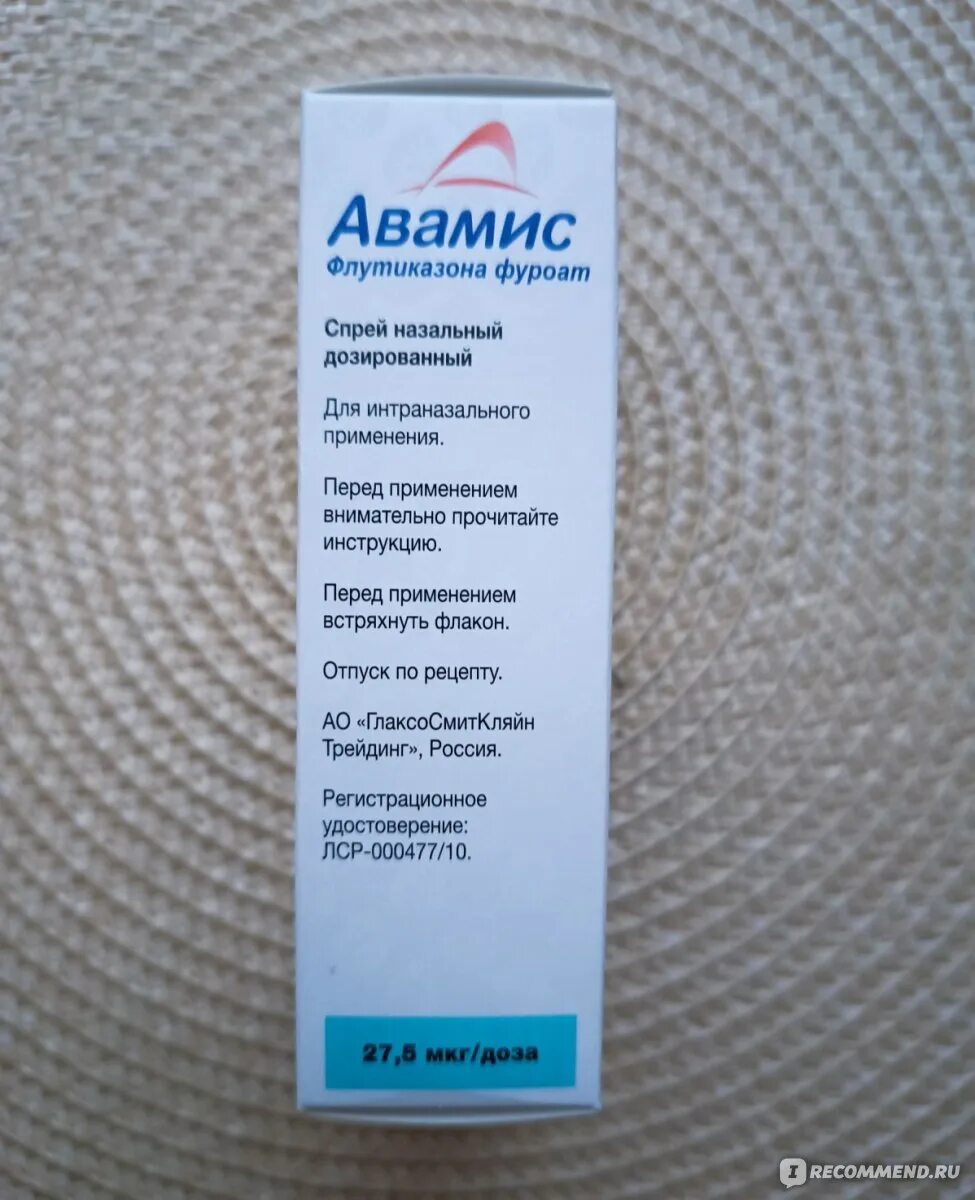 Авамис
Флутиказона фуроат
Спрей назальный
дозированный
Для интраназального
применения.
Перед применением
внимательно прочитайте
инструкцию.
Перед применением
встряхнуть флакон.
Отпуск по рецепту.
АО «ГлаксоСмитКляйн
Трейдинг», Россия.
Регистрационное
удостоверение:
ЛСР-000477/10.
27,5 мкг/доза
I RECOMMEND.RU